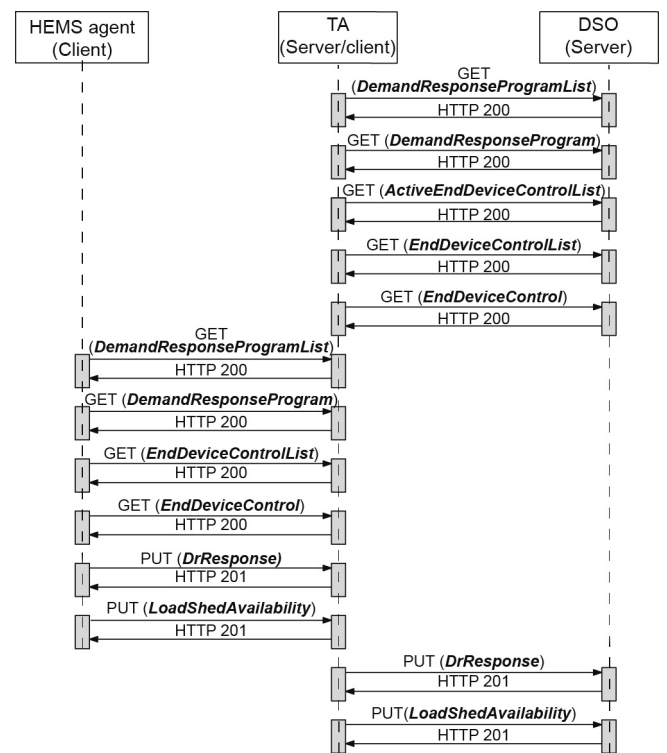 HEMS agent
(Client)
TA
(Server/client)
DSO
(Server)
GET
(DemandResponseProgramList)
HTTP 200
GET (DemandResponseProgram)
HTTP 200
GET (ActiveEndDeviceControlList)
HTTP 200
GET (EndDeviceControlList)
HTTP 200
GET (EndDeviceControl)
HTTP 200
GET
(DemandResponseProgramList)
HTTP 200
GET (DemandResponseProgram)
HTTP 200
GET (EndDeviceControlList)
HTTP 200
GET (EndDeviceControl)
HTTP 200
PUT (DrResponse)
HTTP 201
PUT (LoadShedAvailability)
HTTP 201
PUT (DrResponse)
HTTP 201
PUT(LoadShedAvailability)
HTTP 201